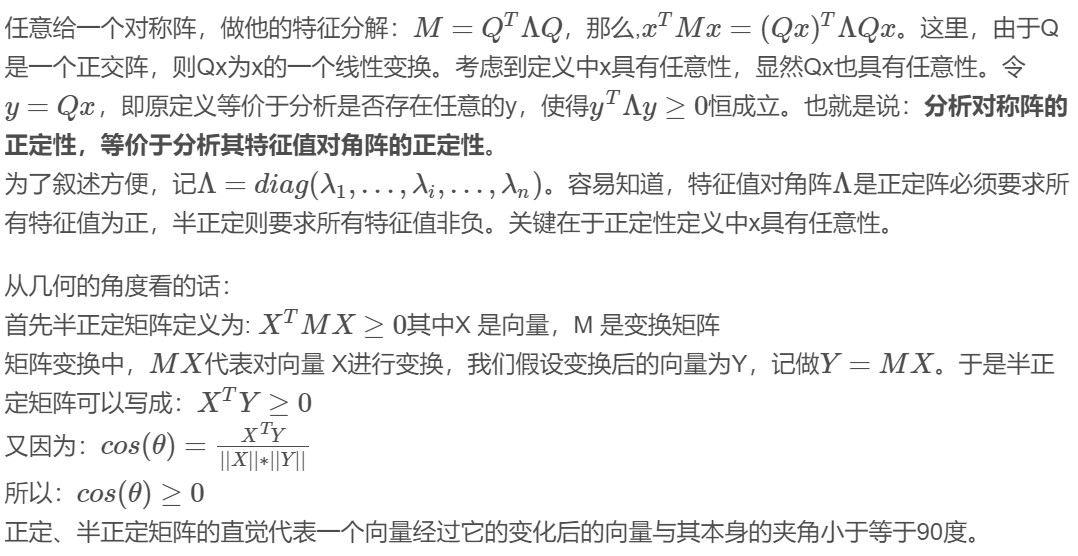 任意给一个对称阵，做他的特征分解：$M = Q^T \Lambda Q$，那么,$x^T M x = (Qx)^T \Lambda Q x$。这里，由于Q
是一个正交阵，则Qx为x的一个线性变换。考虑到定义中x具有任意性，显然Qx也具有任意性。令
$y = Qx$，即原定义等价于分析是否存在任意的y，使得$y^T \Lambda y \geq 0$恒成立。也就是说：分析对称阵的
正定性，等价于分析其特征值对角阵的正定性。
为了叙述方便，记$\Lambda = diag(\lambda_1, \ldots, \lambda_i, \ldots, \lambda_n)$。容易知道，特征值对角阵$\Lambda$是正定阵必须要求所
有特征值为正，半正定则要求所有特征值非负。关键在于正定性定义中x具有任意性。
从几何的角度看的话：
首先半正定矩阵定义为: $X^T M X \geq 0$其中X 是向量，M 是变换矩阵
矩阵变换中，$MX$代表对向量 X进行变换，我们假设变换后的向量为Y，记做$Y = MX$。于是半正
定矩阵可以写成：$X^T Y \geq 0$
又因为：$cos(\theta) = \frac{X^T Y}{||X||*||Y||}$
所以：$cos(\theta) \geq 0$
正定、半正定矩阵的直觉代表一个向量经过它的变化后的向量与其本身的夹角小于等于90度。